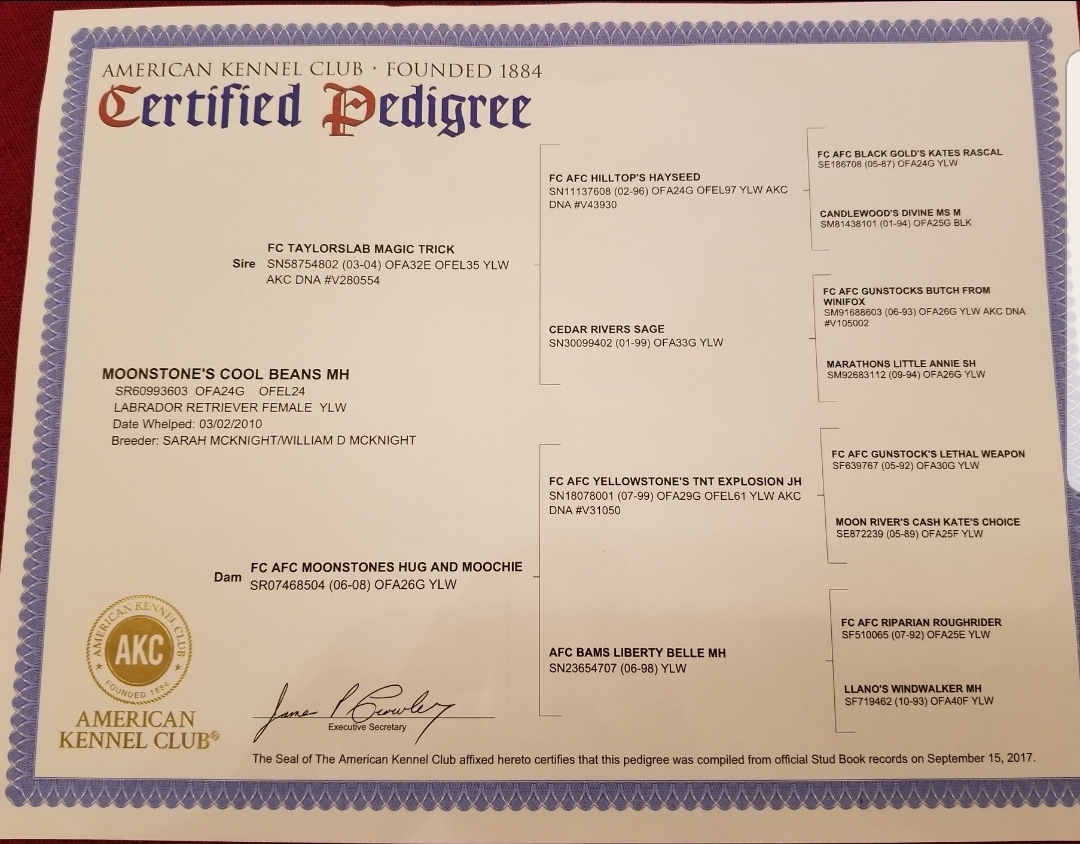 AMERICAN KENNEL CLUB · FOUNDED 1884
Certified Pedigree
FC AFC BLACK GOLD'S KATES RASCAL
SE186708 (05-87) OFA24G YLW
FC AFC HILLTOP'S HAYSEED
SN11137608 (02-96) OFA24G OFEL97 YLW AKC
DNA #V43930
CANDLEWOOD'S DIVINE MS M
SM81438101 (01-94) OFA25G BLK
FC TAYLORSLAB MAGIC TRICK
Sire SN58754802 (03-04) OFA32E OFEL35 YLW
AKC DNA #V280554
FC AFC GUNSTOCKS BUTCH FROM
WINIFOX
SM91688603 (06-93) OFA26G YLW AKC DNA
#V105002
CEDAR RIVERS SAGE
SN30099402 (01-99) OFA33G YLW
MARATHONS LITTLE ANNIE SH
SM92683112 (09-94) OFA26G YLW
MOONSTONE'S COOL BEANS MH
SR60993603 OFA24G OFEL24
LABRADOR RETRIEVER FEMALE YLW
Date Whelped: 03/02/2010
Breeder: SARAH MCKNIGHT/WILLIAM D MCKNIGHT
FC AFC GUNSTOCK'S LETHAL WEAPON
SF639767 (05-92) OFA30G YLW
FC AFC YELLOWSTONE'S TNT EXPLOSION JH
SN18078001 (07-99) OFA29G OFEL61 YLW AKC
DNA #V31050
MOON RIVER'S CASH KATE'S CHOICE
SE872239 (05-89) OFA25F YLW
FC AFC MOONSTONES HUG AND MOOCHIE
Dam SR07468504 (06-08) OFA26G YLW
FC AFC RIPARIAN ROUGHRIDER
SF510065 (07-92) OFA25E YLW
AFC BAMS LIBERTY BELLE MH
SN23654707 (06-98) YLW
LLANO'S WINDWALKER MH
SF719462 (10-93) OFA40F YLW
AMERICAN KENNEL CLUB
AKC
FOUNDED 1884
AMERICAN
KENNEL CLUB®
James P Crowley
Executive Secretary
The Seal of The American Kennel Club affixed hereto certifies that this pedigree was compiled from official Stud Book records on September 15, 2017.